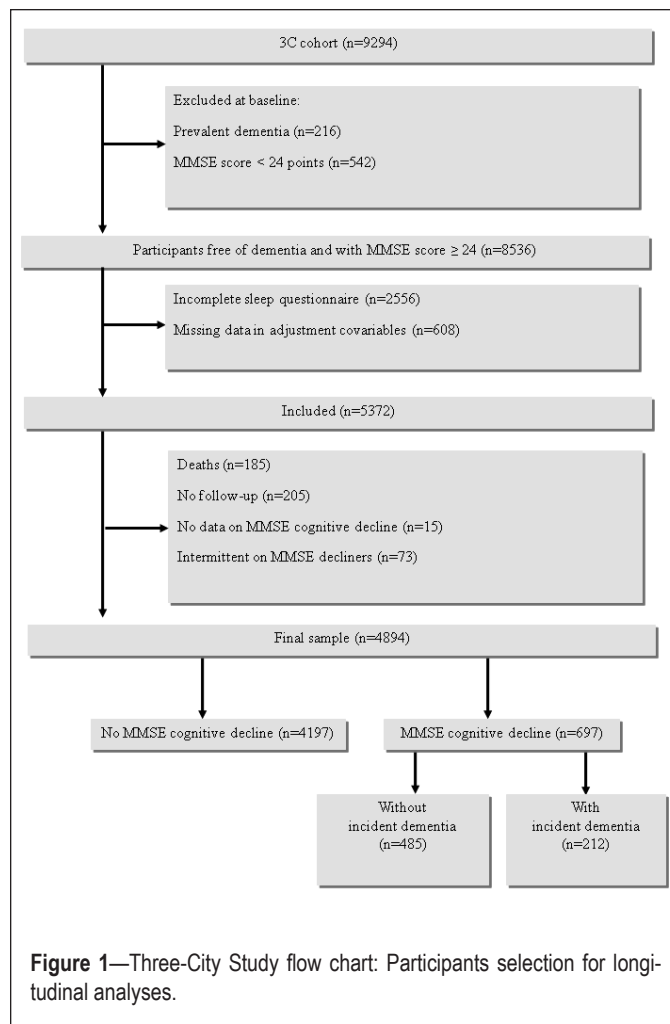 3C cohort (n=9294)
Excluded at baseline:
Prevalent dementia (n=216)
MMSE score < 24 points (n=542)
Participants free of dementia and with MMSE score ≥ 24 (n=8536)
Incomplete sleep questionnaire (n=2556)
Missing data in adjustment covariables (n=608)
Included (n=5372)
Deaths (n=185)
No follow-up (n=205)
No data on MMSE cognitive decline (n=15)
Intermittent on MMSE decliners (n=73)
Final sample (n=4894)
No MMSE cognitive decline (n=4197)
MMSE cognitive decline (n=697)
Without
incident dementia
(n=485)
With
incident dementia
(n=212)
Figure 1—Three-City Study flow chart: Participants selection for longi-
tudinal analyses.